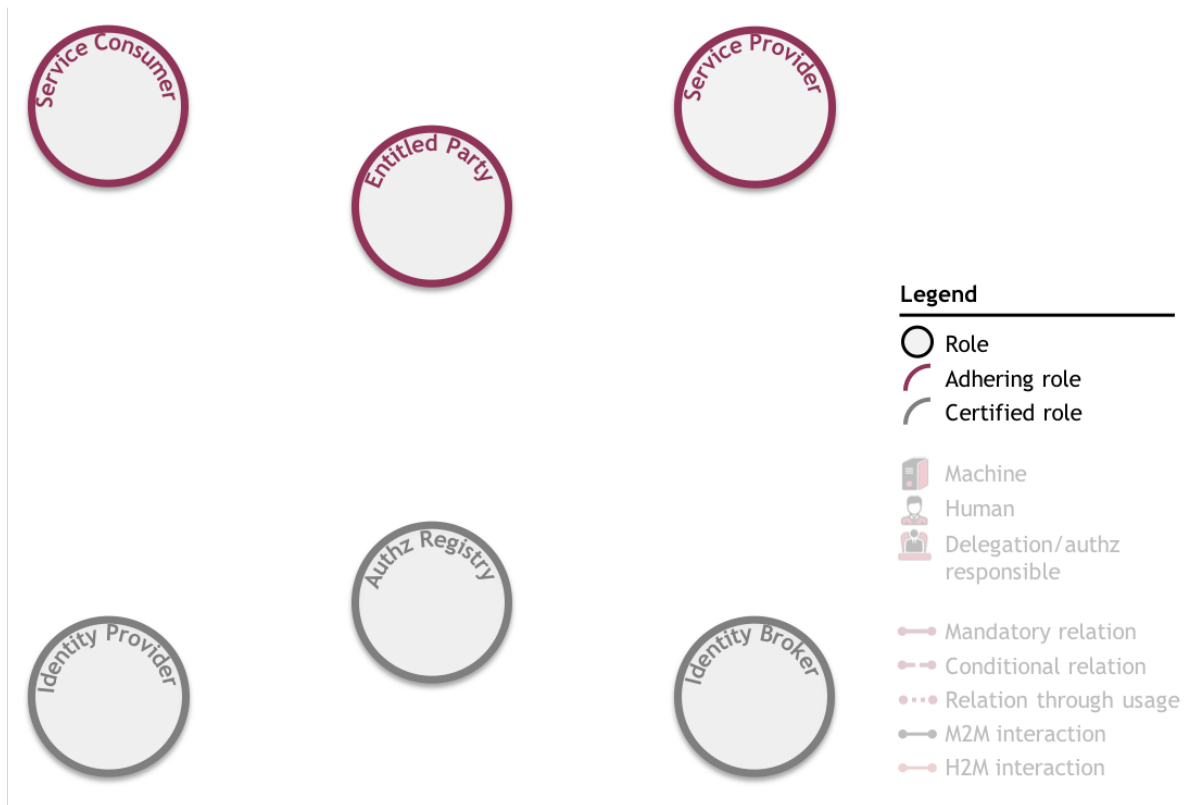 Service Consumer
Service Provider
Entitled Party
Legend
Role
Adhering role
Certified role
Machine
Human
Delegation/authz
responsible
Authz Registry
Identity Provider
Identity Broker
Mandatory relation
Conditional relation
Relation through usage
M2M interaction
H2M interaction